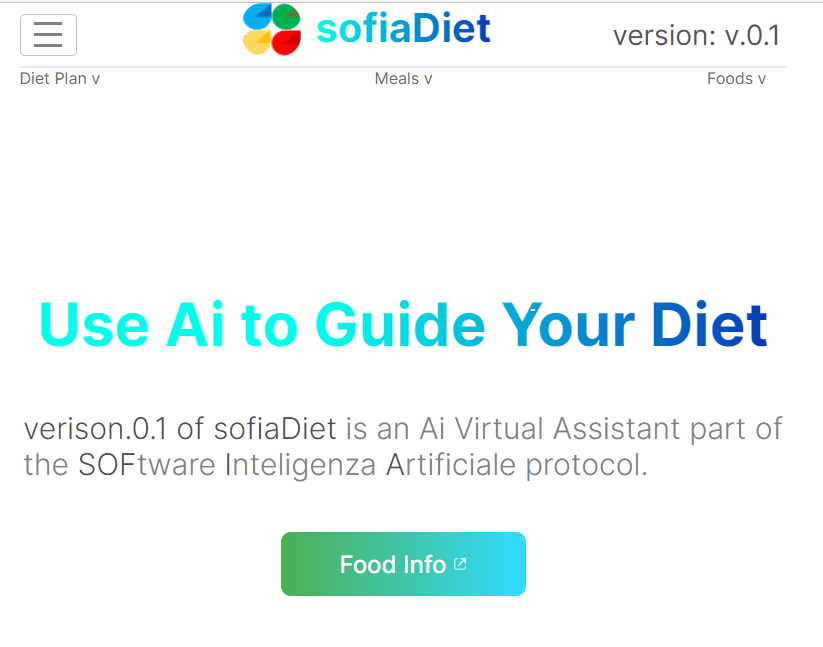 sofiaDiet
version: v.0.1
Diet Plan v
Meals v
Foods v
Use Ai to Guide Your Diet
verison.0.1 of sofiaDiet is an Ai Virtual Assistant part of
the SOFtware Inteligenza Artificiale protocol.
Food Info